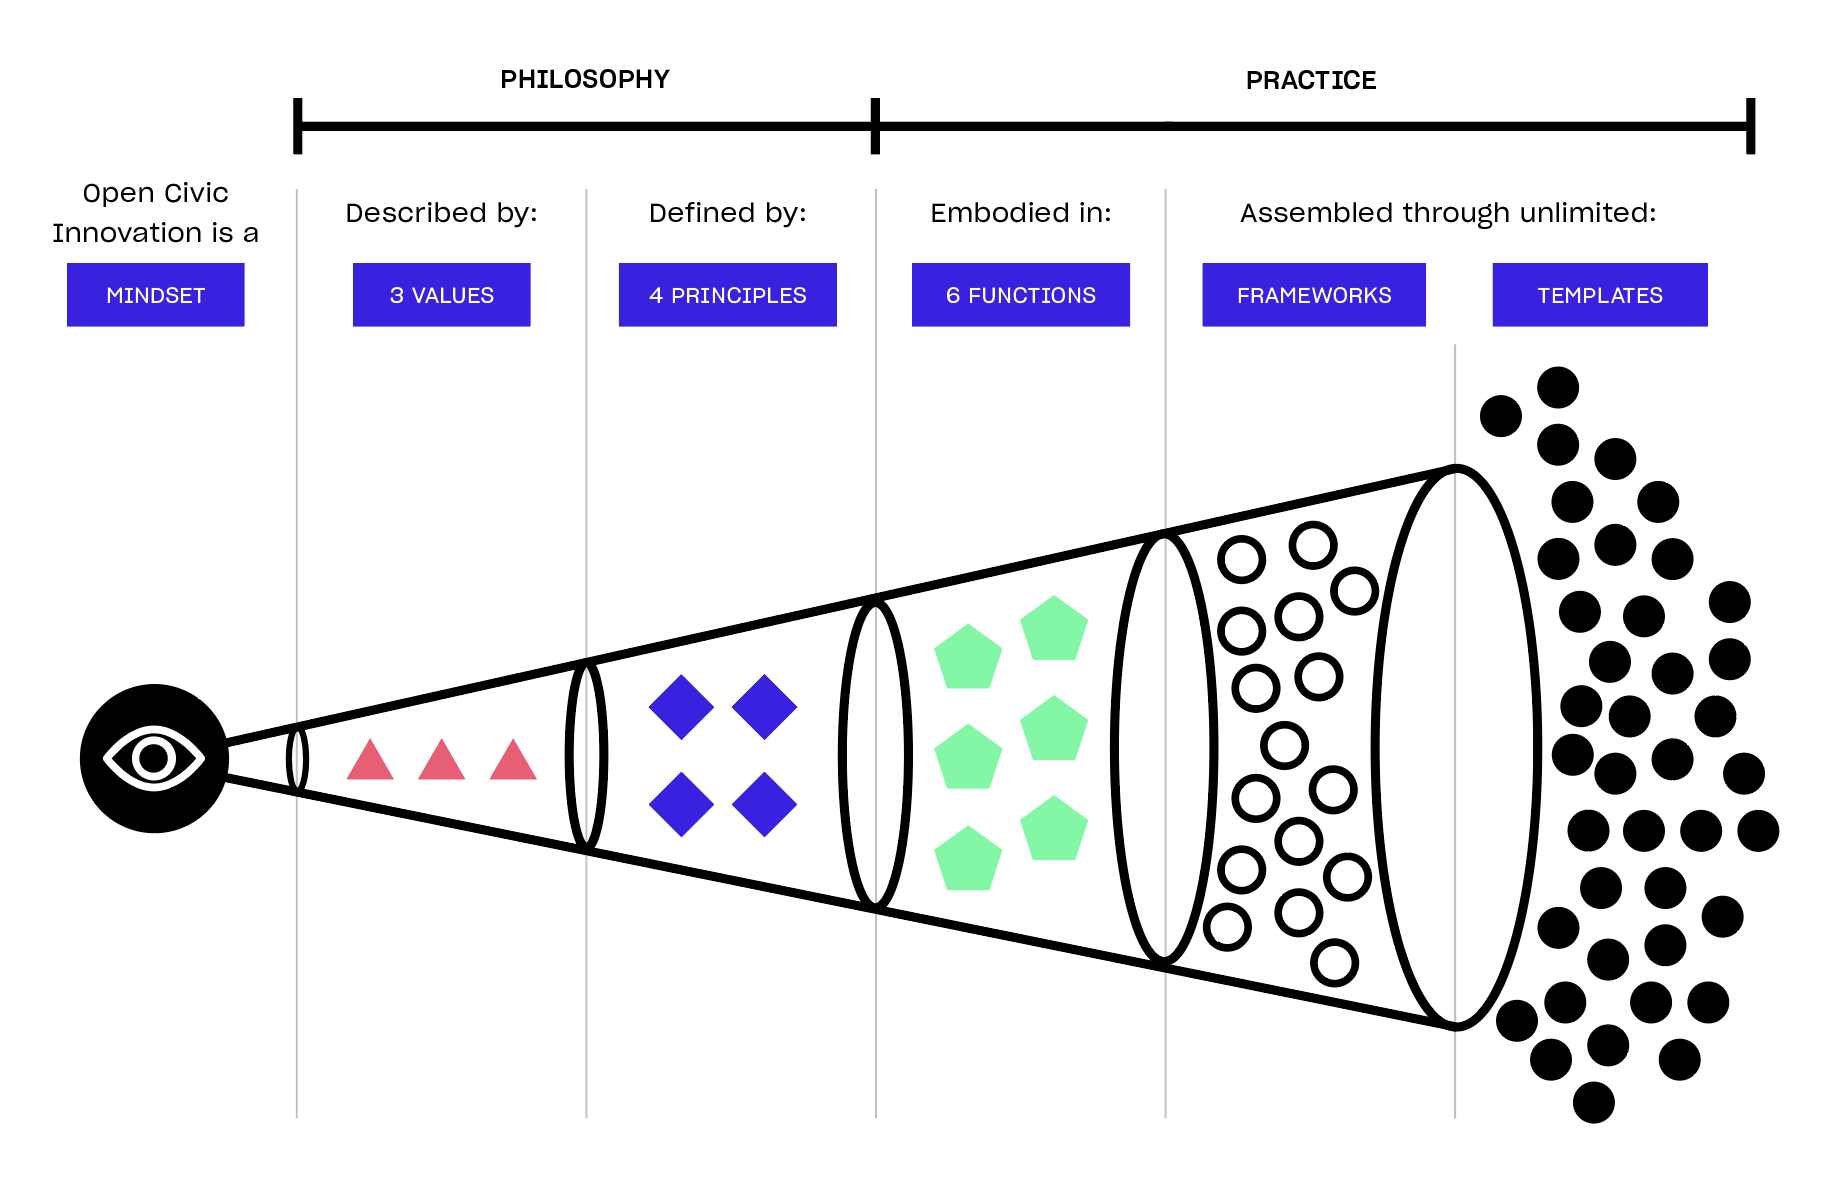 PHILOSOPHY
PRACTICE
Open Civic
Innovation is a
MINDSET
Described by:
3 VALUES
Defined by:
4 PRINCIPLES
Embodied in:
6 FUNCTIONS
Assembled through unlimited:
FRAMEWORKS
TEMPLATES